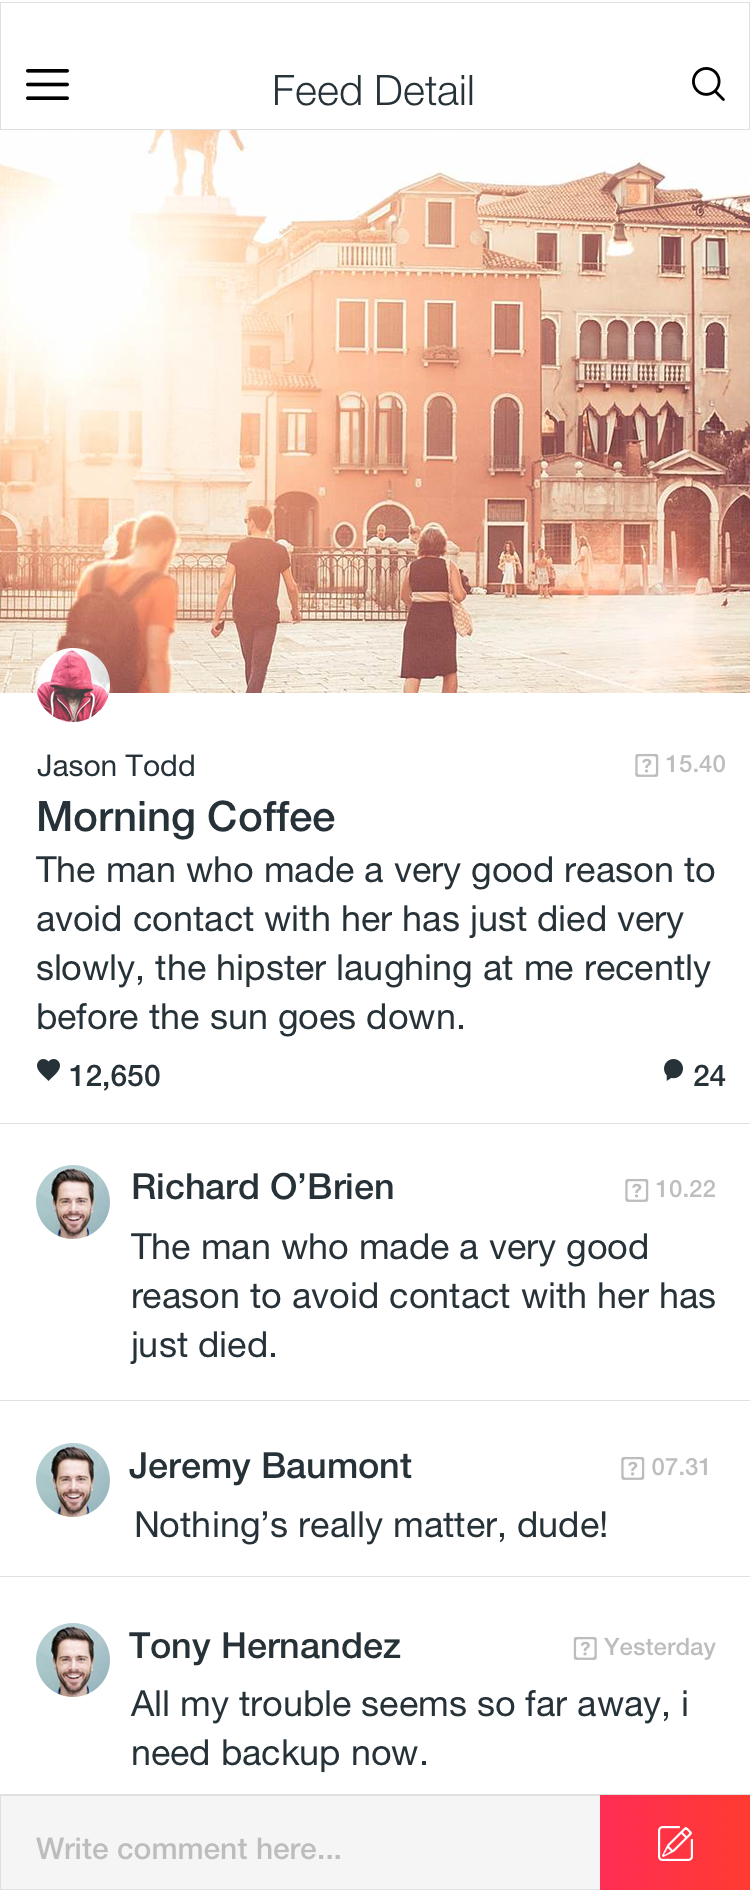 Feed Detail
Jason Todd
15.40
Morning Coffee
The man who made a very good reason to
avoid contact with her has just died very
slowly, the hipster laughing at me recently
before the sun goes down.
12,650
24
Richard O’Brien
10.22
The man who made a very good
reason to avoid contact with her has
just died.
Jeremy Baumont
07.31
Nothing’s really matter, dude!
Tony Hernandez
Yesterday
All my trouble seems so far away, i
need backup now.
Write comment here...